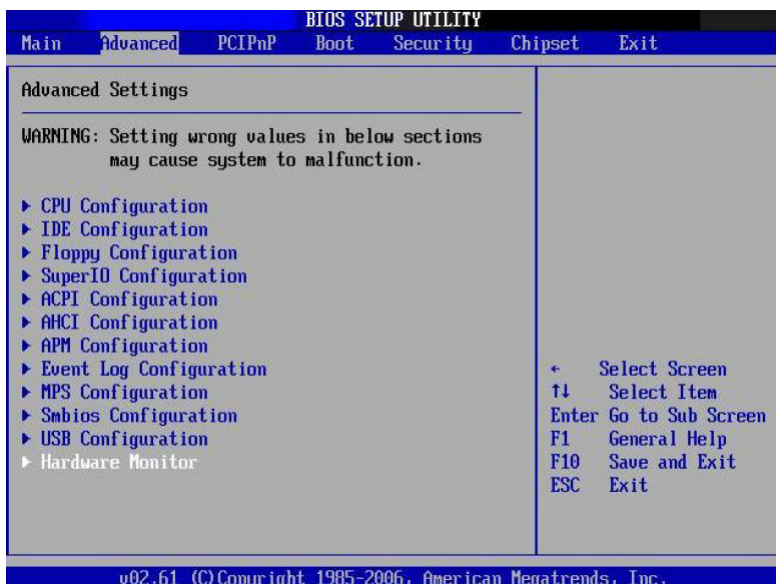 BIOS SETUP UTILITY
Main Advanced PCIPnP Boot Security Chipset Exit
Advanced Settings
WARNING: Setting wrong values in below sections
may cause system to malfunction.
▶ CPU Configuration
▶ IDE Configuration
▶ Floppy Configuration
▶ SuperIO Configuration
▶ ACPI Configuration
▶ AHCI Configuration
▶ APM Configuration
▶ Event Log Configuration
▶ MPS Configuration
▶ Smbios Configuration
▶ USB Configuration
▶ Hardware Monitor
← Select Screen
↑↓ Select Item
Enter Go to Sub Screen
F1 General Help
F10 Save and Exit
ESC Exit
v02.61 (C)Copyright 1985-2006, American Megatrends, Inc.